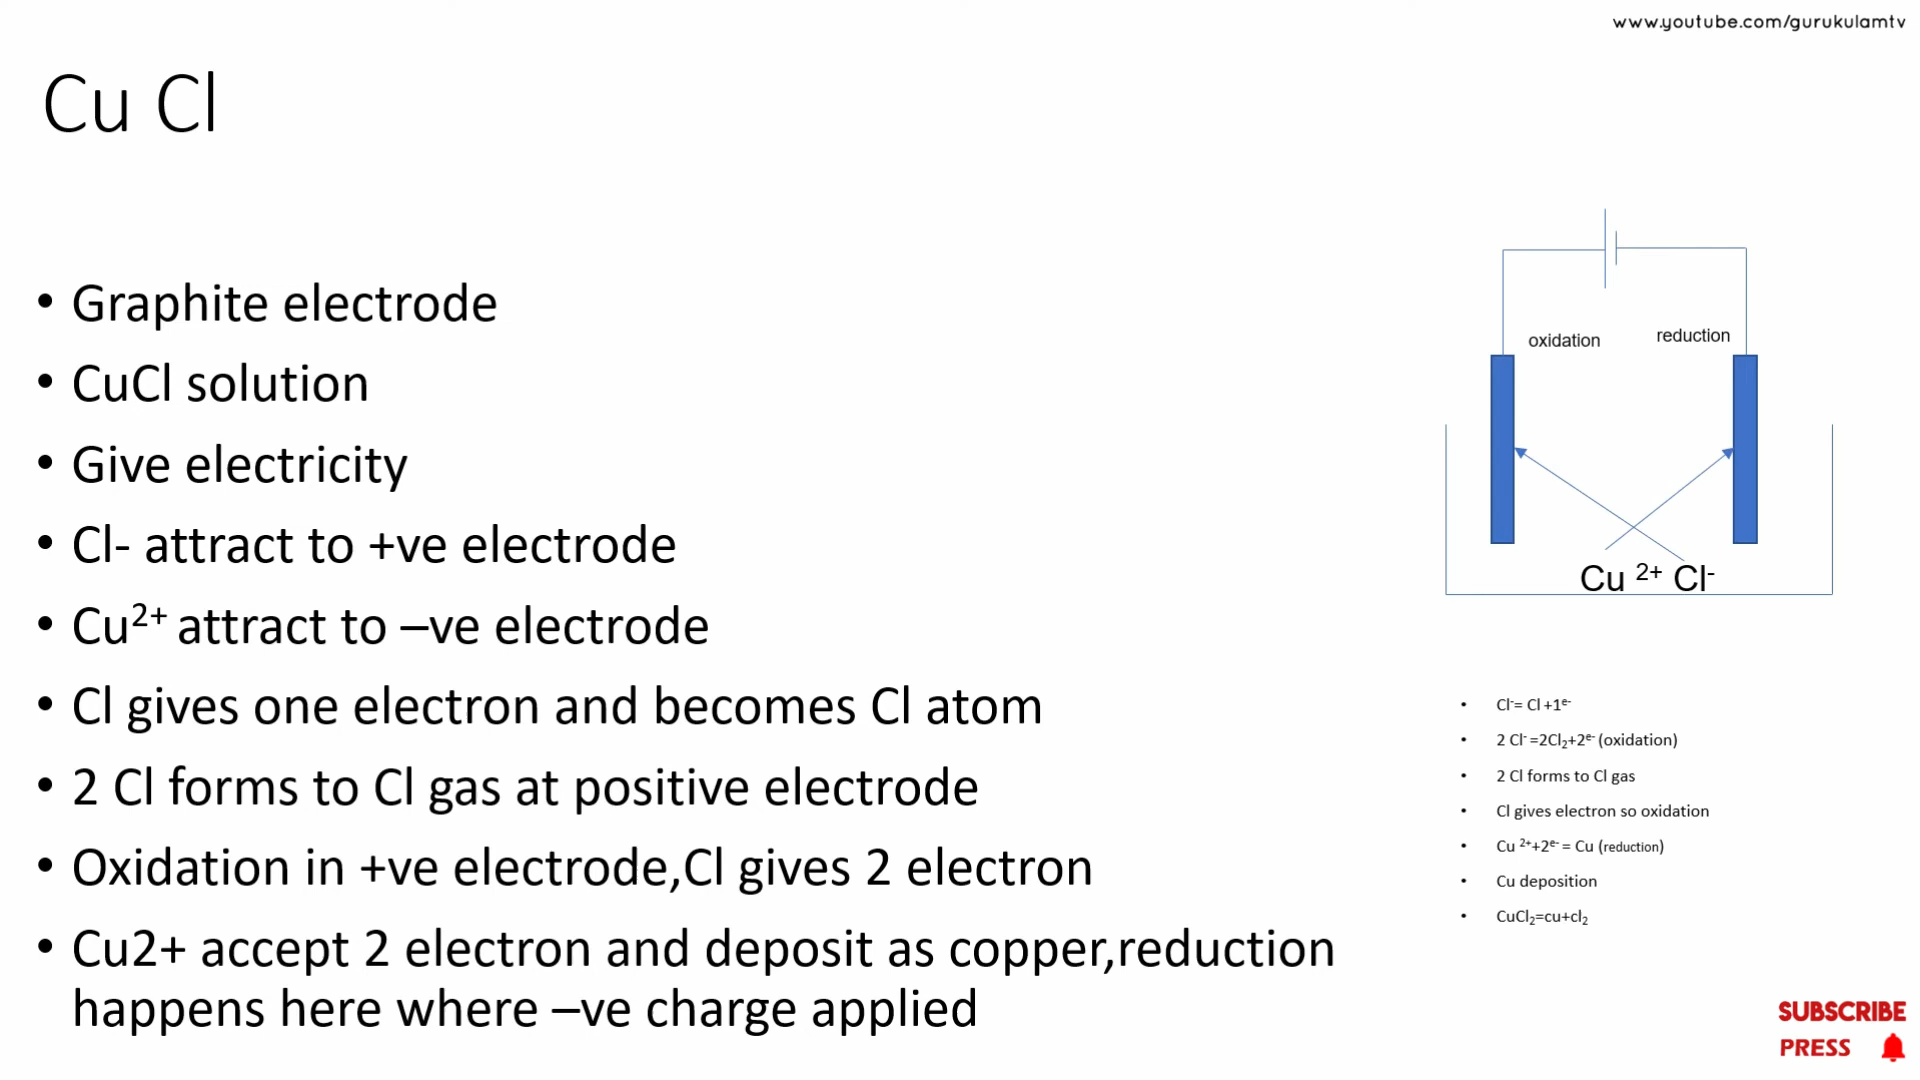 www.youtube.com/gurukulamtv
Cu Cl
• Graphite electrode
• CuCl solution
• Give electricity
• Cl- attract to +ve electrode
• Cu²⁺ attract to –ve electrode
• Cl gives one electron and becomes Cl atom
• 2 Cl forms to Cl gas at positive electrode
• Oxidation in +ve electrode,Cl gives 2 electron
• Cu2+ accept 2 electron and deposit as copper,reduction
happens here where –ve charge applied
oxidation
reduction
Cu ²⁺ Cl⁻
• Cl⁻= Cl +1ᵉ⁻
• 2 Cl⁻ =2Cl₂+2ᵉ⁻ (oxidation)
• 2 Cl forms to Cl gas
• Cl gives electron so oxidation
• Cu ²⁺+2ᵉ⁻ = Cu (reduction)
• Cu deposition
• CuCl₂=cu+cl₂
SUBSCRIBE
PRESS